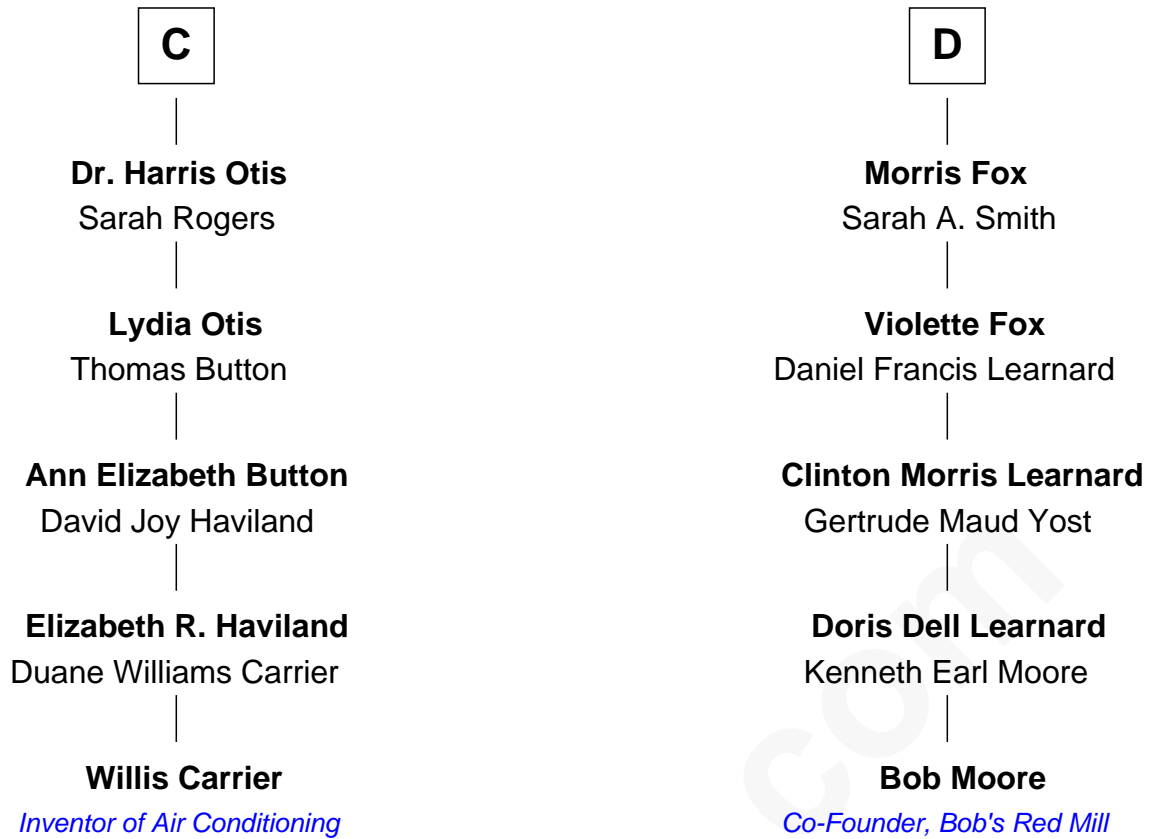 C
Dr. Harris Otis
Sarah Rogers
Lydia Otis
Thomas Button
Ann Elizabeth Button
David Joy Haviland
Elizabeth R. Haviland
Duane Williams Carrier
Willis Carrier
Inventor of Air Conditioning
D
Morris Fox
Sarah A. Smith
Violette Fox
Daniel Francis Learnard
Clinton Morris Learnard
Gertrude Maud Yost
Doris Dell Learnard
Kenneth Earl Moore
Bob Moore
Co-Founder, Bob's Red Mill
com